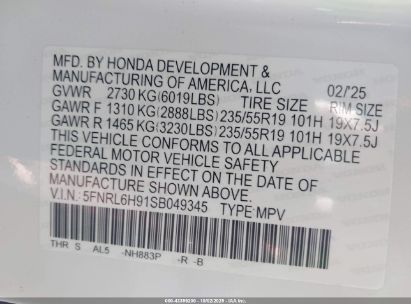 MFD. BY HONDA DEVELOPMENT &
MANUFACTURING OF AMERICA, LLC 02/'25
GVWR 2730 KG(6019LBS) TIRE SIZE RIM SIZE
GAWR F 1310 KG(2888LBS) 235/55R19 101H 19X7.5J
GAWR R 1465 KG(3230LBS) 235/55R19 101H 19X7.5J
THIS VEHICLE CONFORMS TO ALL APPLICABLE
FEDERAL MOTOR VEHICLE SAFETY
STANDARDS IN EFFECT ON THE DATE OF
MANUFACTURE SHOWN ABOVE.
V.I.N.: 5FNRL6H91SB049345 TYPE: MPV
THR S AL5 -NH883P -R -B